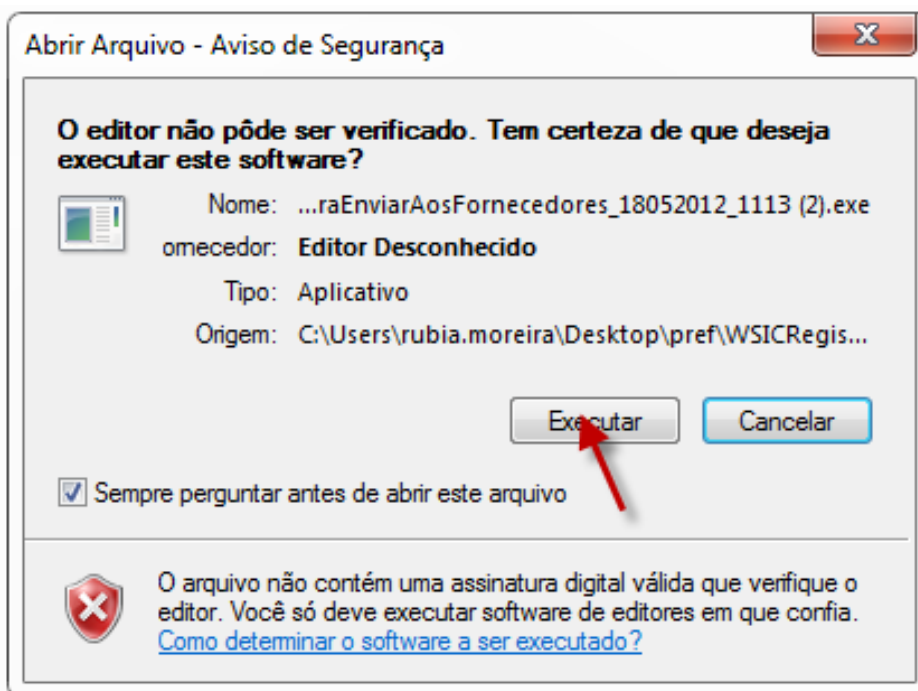 Abrir Arquivo - Aviso de Segurança
O editor não pôde ser verificado. Tem certeza de que deseja
executar este software?
Nome: ...raEnviarAosFornecedores_18052012_1113 (2).exe
ornecedor: Editor Desconhecido
Tipo: Aplicativo
Origem: C:\Users\rubia.moreira\Desktop\pref\WSICRegis...
Executar Cancelar
Sempre perguntar antes de abrir este arquivo
O arquivo não contém uma assinatura digital válida que verifique o
editor. Você só deve executar software de editores em que confia.
Como determinar o software a ser executado?